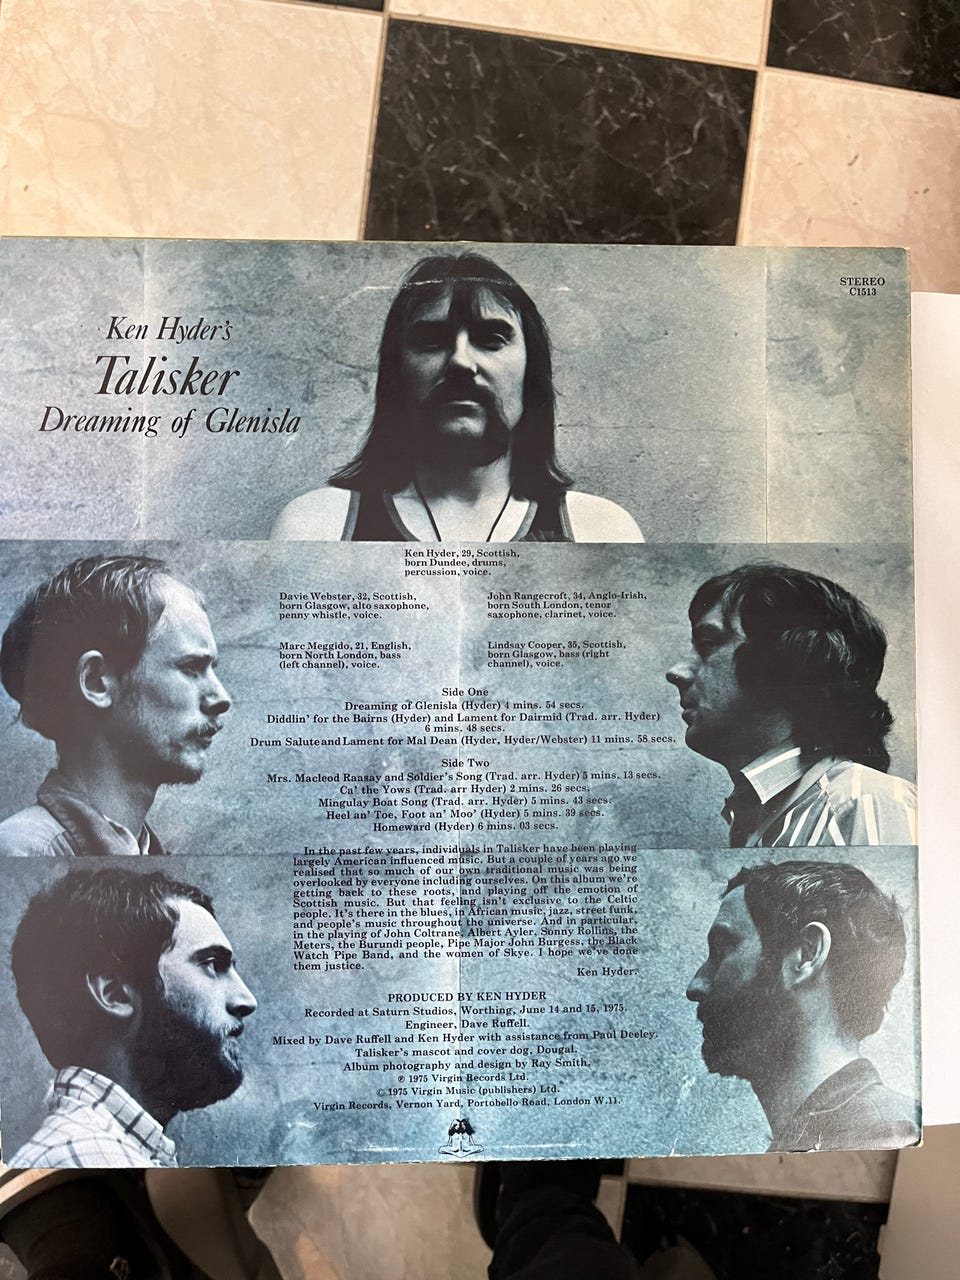 STEREO
C1513
Ken Hyder's
Talisker
Dreaming of Glenisla
Ken Hyder, 29, Scottish,
born Dundee, drums,
percussion, voice.
Davie Webster, 32, Scottish,
born Glasgow, alto saxophone,
penny whistle, voice.
John Rangecroft, 34, Anglo-Irish,
born South London, tenor
saxophone, clarinet, voice.
Marc Meggido, 21, English,
born North London, bass
(left channel), voice.
Lindsay Cooper, 35, Scottish,
born Glasgow, bass (right
channel), voice.
Side One
Dreaming of Glenisla (Hyder) 4 mins. 54 secs.
Diddlin' for the Bairns (Hyder) and Lament for Dairmid (Trad. arr. Hyder)
6 mins. 48 secs.
Drum Salute and Lament for Mal Dean (Hyder, Hyder/Webster) 11 mins. 58 secs.
Side Two
Mrs. Macleod Raasay and Soldier's Song (Trad. arr. Hyder) 5 mins. 13 secs.
Ca' the Yows (Trad. arr Hyder) 2 mins. 26 secs.
Mingulay Boat Song (Trad. arr. Hyder) 5 mins. 43 secs.
Heel an' Toe, Foot an' Moo' (Hyder) 5 mins. 39 secs.
Homeward (Hyder) 6 mins. 03 secs.
In the past few years, individuals in Talisker have been playing
largely American influenced music. But a couple of years ago we
realised that so much of our own traditional music was being
overlooked by everyone including ourselves. On this album we're
getting back to these roots, and playing off the emotion of
Scottish music. But that feeling isn't exclusive to the Celtic
people. It's there in the blues, in African music, jazz, street funk,
and people's music throughout the universe. And in particular,
in the playing of John Coltrane, Albert Ayler, Sonny Rollins, the
Meters, the Burundi people, Pipe Major John Burgess, the Black
Watch Pipe Band, and the women of Skye. I hope we've done
them justice.
Ken Hyder.
PRODUCED BY KEN HYDER
Recorded at Saturn Studios, Worthing, June 14 and 15, 1975.
Engineer, Dave Ruffell.
Mixed by Dave Ruffell and Ken Hyder with assistance from Paul Deeley.
Talisker's mascot and cover dog, Dougal.
Album photography and design by Ray Smith.
℗ 1975 Virgin Records Ltd.
© 1975 Virgin Music (publishers) Ltd.
Virgin Records, Vernon Yard, Portobello Road, London W.11.